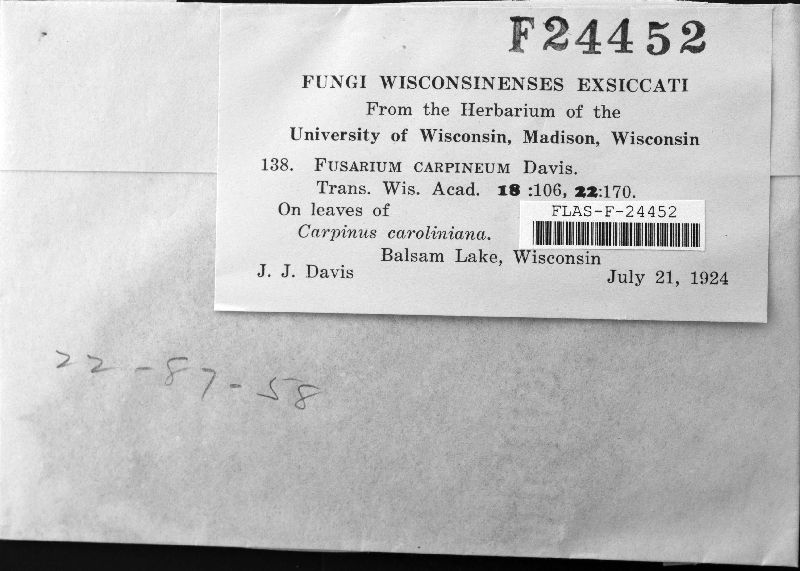 F24452
FUNGI WISCONSINENSES EXSICCATI
From the Herbarium of the
University of Wisconsin, Madison, Wisconsin
138. FUSARIUM CARPINEUM Davis.
Trans. Wis. Acad. 18 :106, 22:170.
On leaves of
FLAS-F-24452
Carpinus caroliniana.
Balsam Lake, Wisconsin
J. J. Davis
July 21, 1924
22-87-58